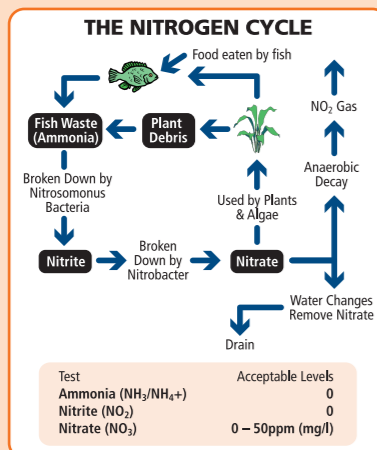 THE NITROGEN CYCLE
Food eaten by fish
NO₂ Gas
Fish Waste
(Ammonia)
Plant
Debris
Anaerobic
Decay
Broken Down by
Nitrosomonus
Bacteria
Used by Plants
& Algae
Nitrite
Broken
Down by
Nitrobacter
Nitrate
Water Changes
Remove Nitrate
Drain
Test Acceptable Levels
Ammonia (NH₃/NH₄+) 0
Nitrite (NO₂) 0
Nitrate (NO₃) 0 – 50ppm (mg/l)